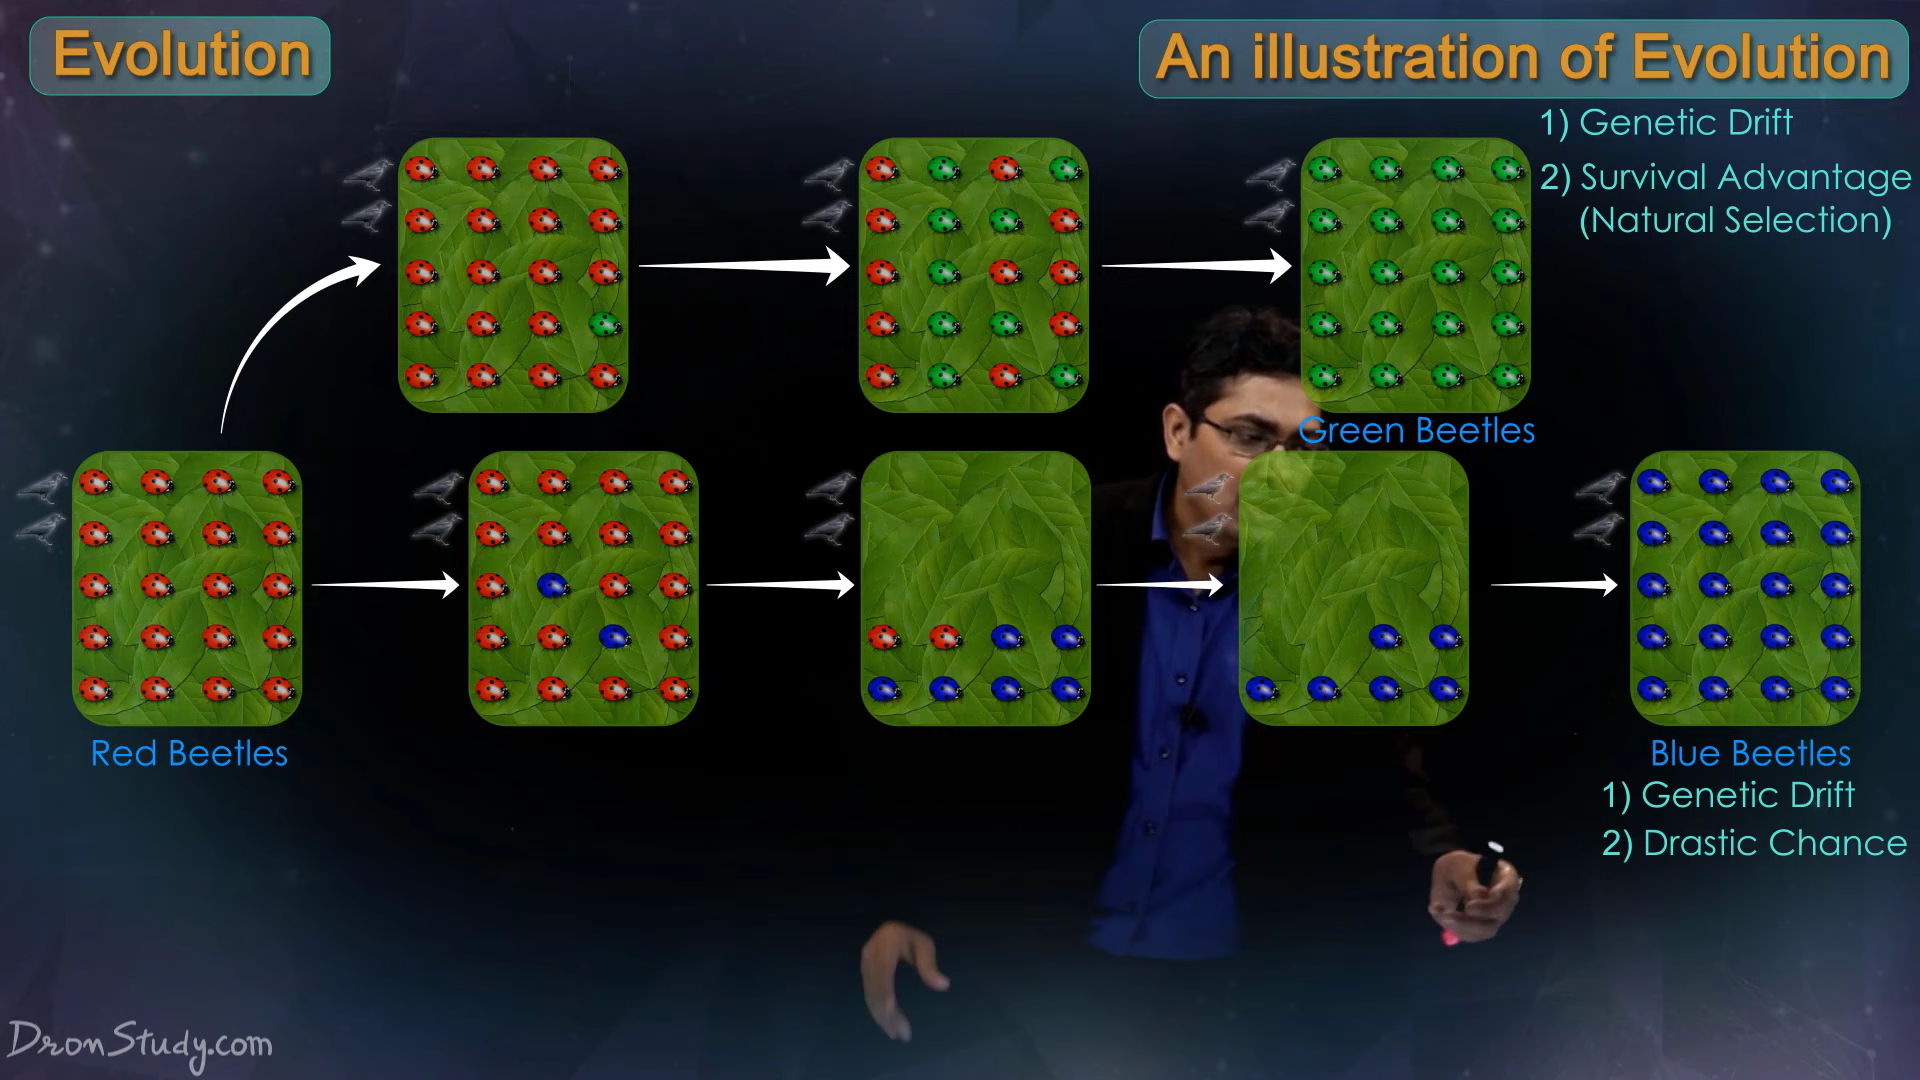 Evolution
An illustration of Evolution
1) Genetic Drift
2) Survival Advantage
(Natural Selection)
Green Beetles
Red Beetles
Blue Beetles
1) Genetic Drift
2) Drastic Chance
DronStudy.com